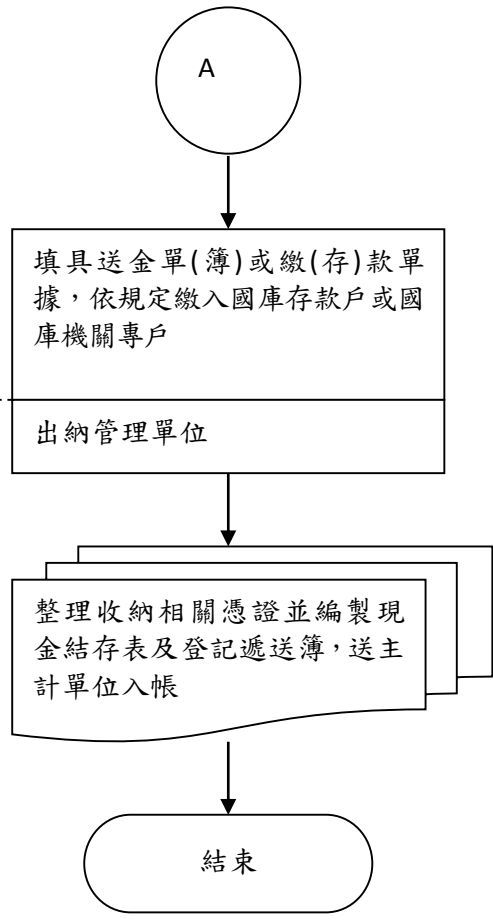 A
填具送金單(簿)或繳(存)款單
據，依規定繳入國庫存款戶或國
庫機關專戶
出納管理單位
整理收納相關憑證並編製現
金結存表及登記遞送簿，送主
計單位入帳
結束